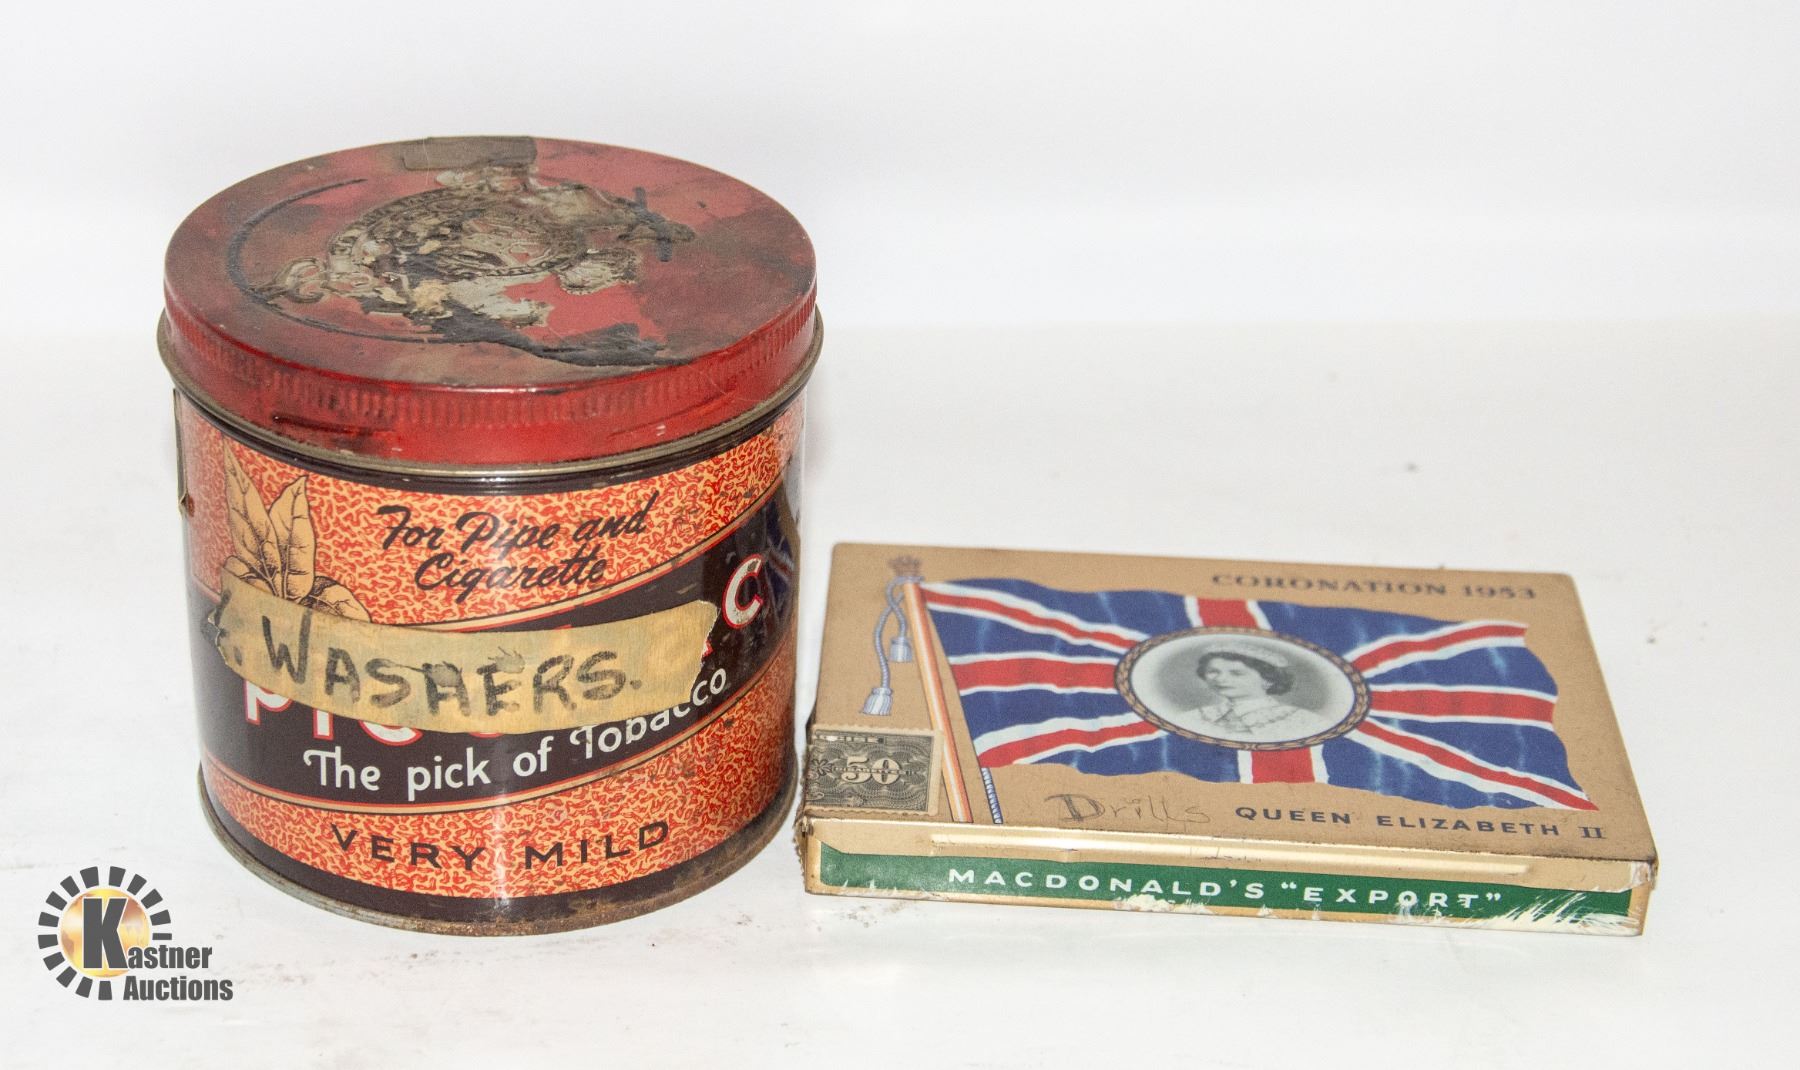 For Pipe and
Cigarette
C
WASHERS.
The pick of Tobacco
VERY MILD
CORONATION 1953
50
Drills
QUEEN ELIZABETH II
MACDONALD'S "EXPORT"
Kastner
Auctions